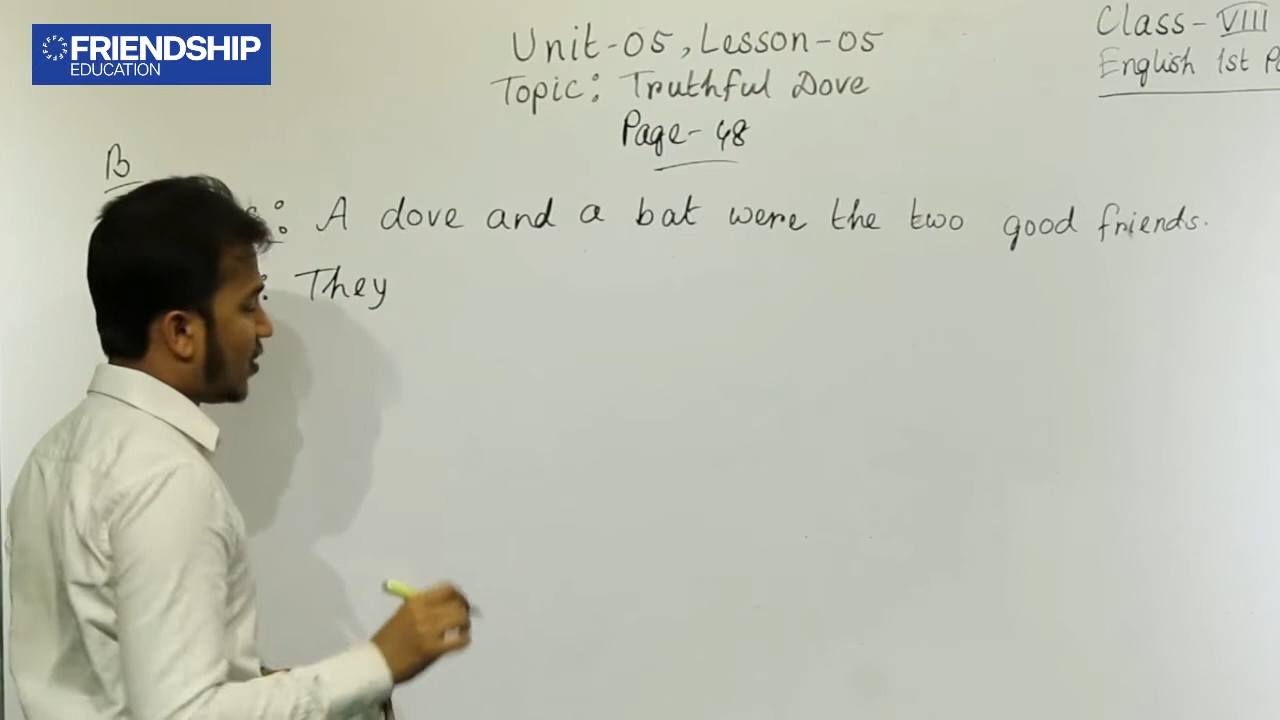 FRIENDSHIP
EDUCATION
Unit-05, Lesson-05
Topic: Truthful Dove
Page-48
Class-VIII
English 1st
B
: A dove and a bat were the two good friends.
: They